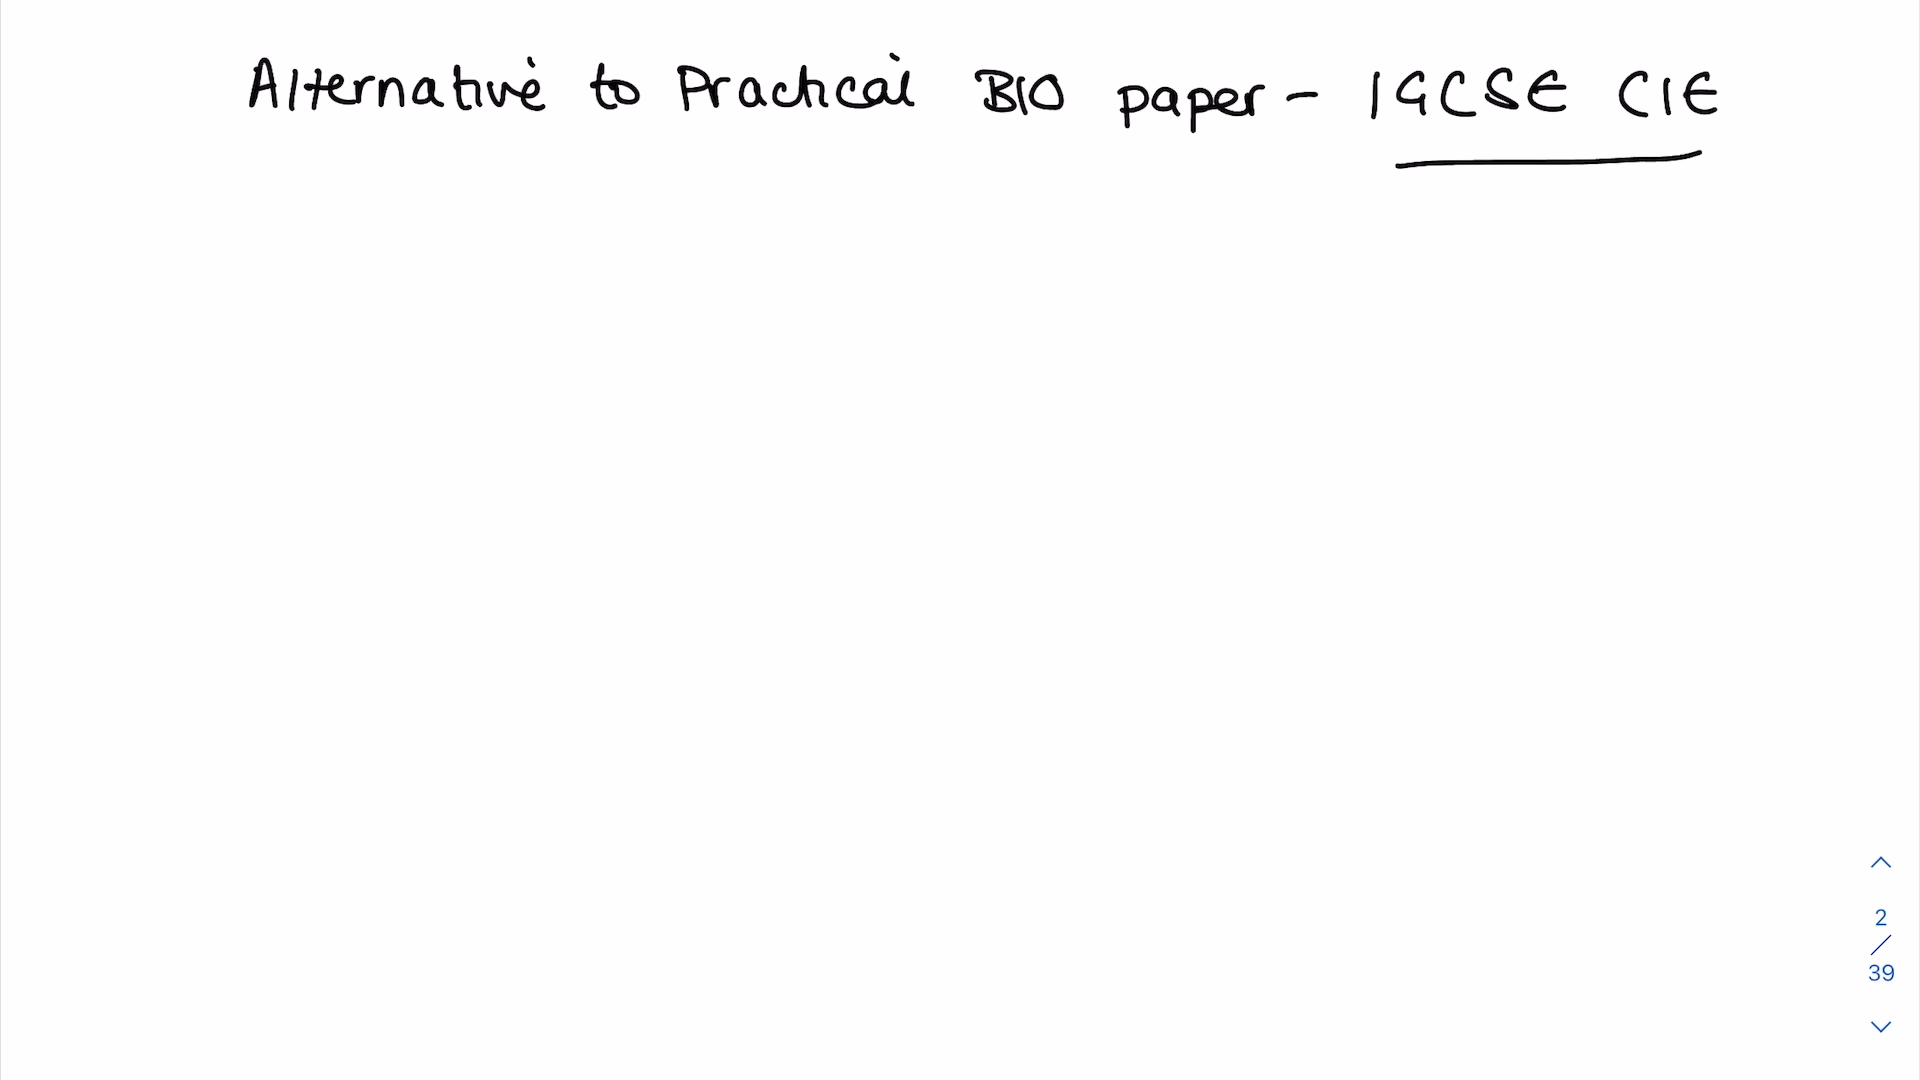 Alternative to Practical BIO paper - IGCSE CIE
2
/
39